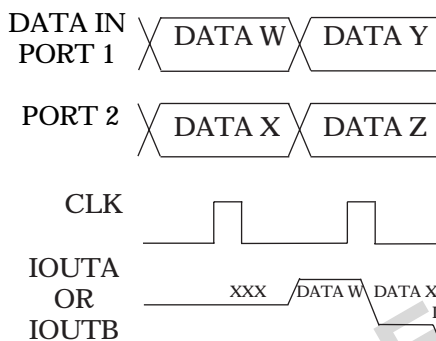 DATA IN
PORT 1
DATA W
DATA Y
PORT 2
DATA X
DATA Z
CLK
IOUTA
OR
IOUTB
XXX
DATA W
DATA X